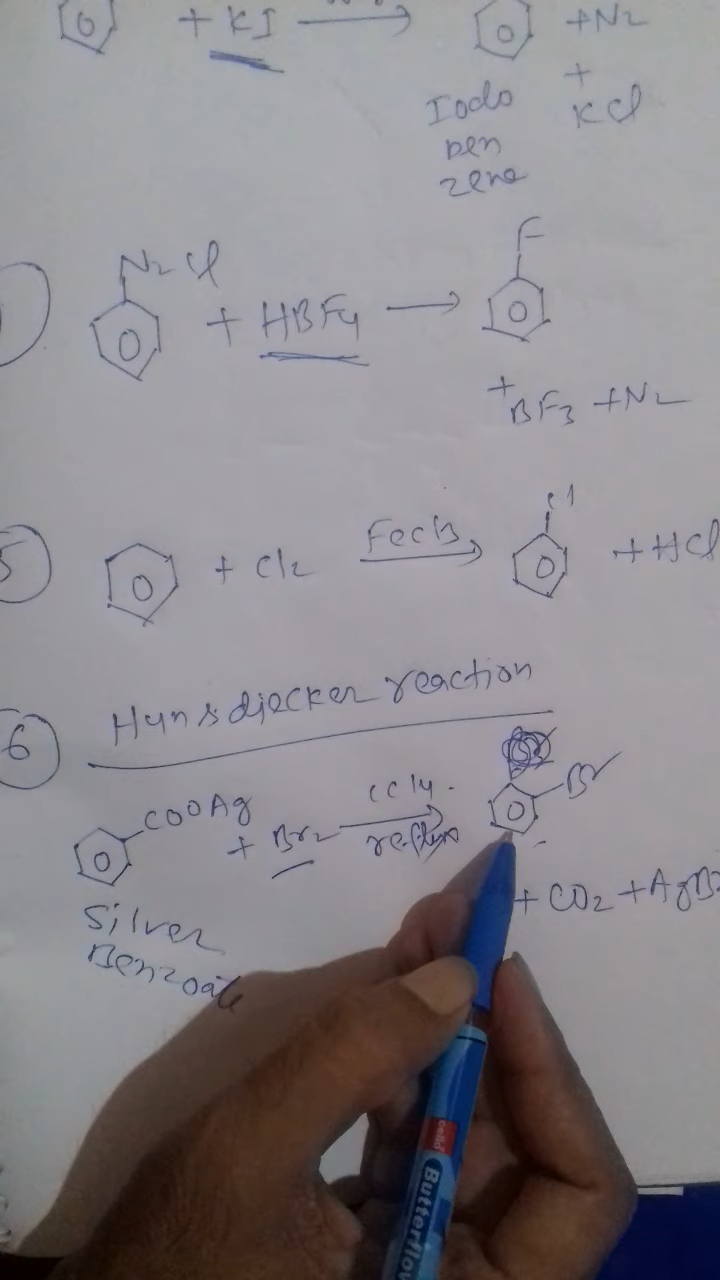 + KI → + N2
+
KCl
Iodo
ben
zene
N2Cl F
+ HBF4 →
+ BF3 + N2
5 + Cl2 FeCl3 → Cl + HCl
6 Hunsdiecker reaction
COOAg + Br2 CCl4 → Br
reflux
+ CO2 + AgBr
Silver
Benzoate
cello
Butterflow